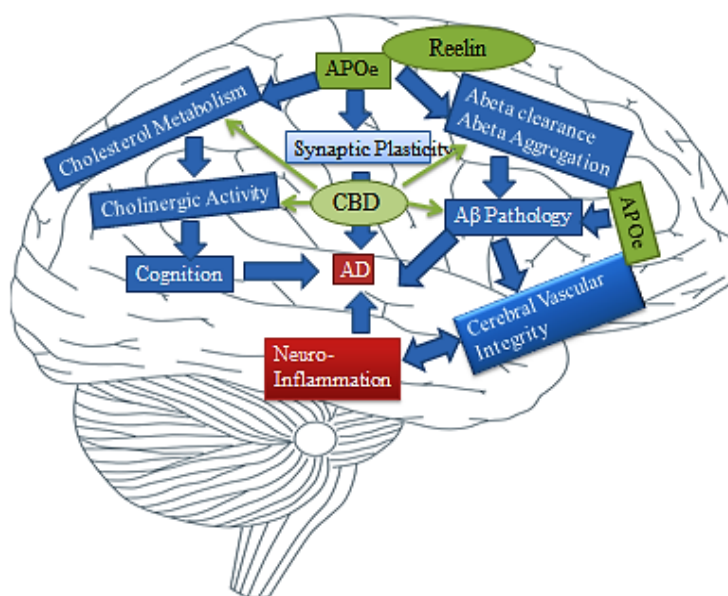 Reelin
APOe
Cholesterol Metabolism
Abeta clearance
Abeta Aggregation
Synaptic Plasticity
Cholinergic Activity
CBD
Aβ Pathology
APOe
Cognition
AD
Cerebral Vascular
Integrity
Neuro-
Inflammation